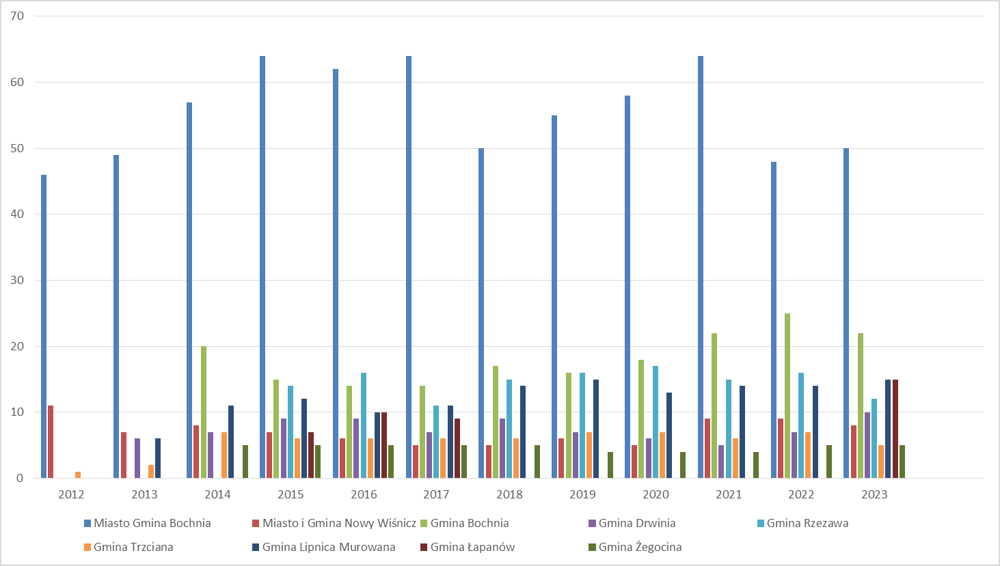 70
60
50
40
30
20
10
0
2012 2013 2014 2015 2016 2017 2018 2019 2020 2021 2022 2023
Miasto Gmina Bochnia Miasto i Gmina Nowy Wiśnicz Gmina Bochnia Gmina Drwinia Gmina Rzezawa
Gmina Trzciana Gmina Lipnica Murowana Gmina Łapanów Gmina Żegocina